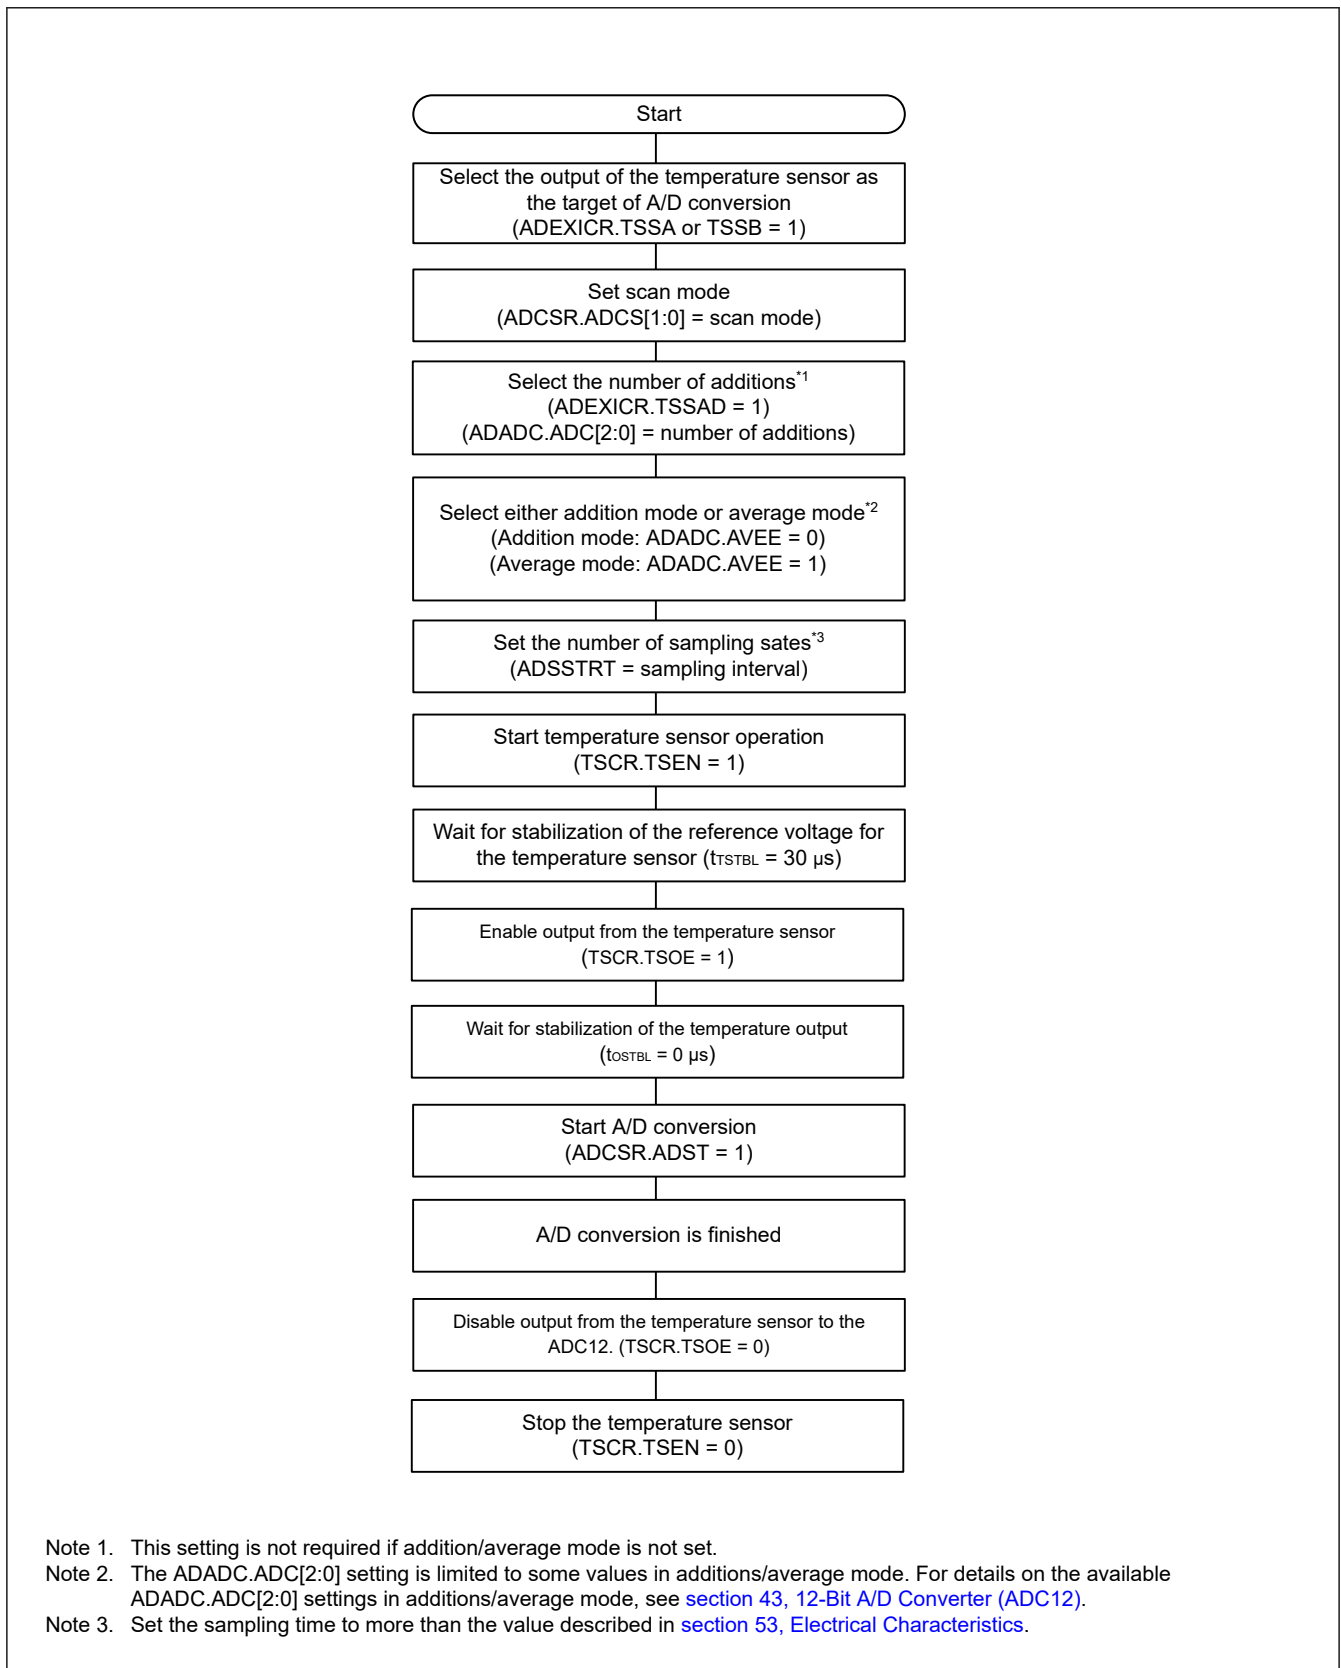 Start
Select the output of the temperature sensor as
the target of A/D conversion
(ADEXICR.TSSA or TSSB = 1)
Set scan mode
(ADCSR.ADCS[1:0] = scan mode)
Select the number of additions*1
(ADEXICR.TSSAD = 1)
(ADADC.ADC[2:0] = number of additions)
Select either addition mode or average mode*2
(Addition mode: ADADC.AVEE = 0)
(Average mode: ADADC.AVEE = 1)
Set the number of sampling sates*3
(ADSSTRT = sampling interval)
Start temperature sensor operation
(TSCR.TSEN = 1)
Wait for stabilization of the reference voltage for
the temperature sensor (tTSTBL = 30 µs)
Enable output from the temperature sensor
(TSCR.TSOE = 1)
Wait for stabilization of the temperature output
(tOSTBL = 0 µs)
Start A/D conversion
(ADCSR.ADST = 1)
A/D conversion is finished
Disable output from the temperature sensor to the
ADC12. (TSCR.TSOE = 0)
Stop the temperature sensor
(TSCR.TSEN = 0)
Note 1. This setting is not required if addition/average mode is not set.
Note 2. The ADADC.ADC[2:0] setting is limited to some values in additions/average mode. For details on the available
ADADC.ADC[2:0] settings in additions/average mode, see section 43, 12-Bit A/D Converter (ADC12).
Note 3. Set the sampling time to more than the value described in section 53, Electrical Characteristics.